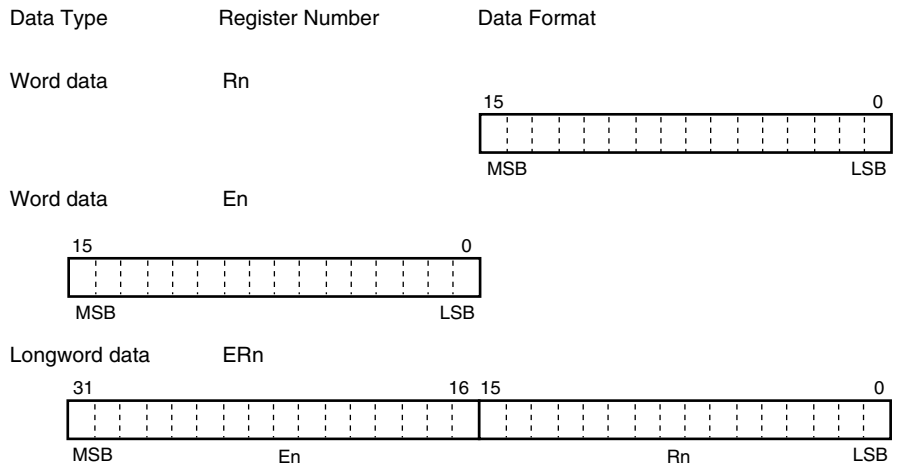 Data Type Register Number Data Format
Word data Rn
15 0
MSB LSB
Word data En
15 0
MSB LSB
Longword data ERn
31 16 15 0
MSB En Rn LSB